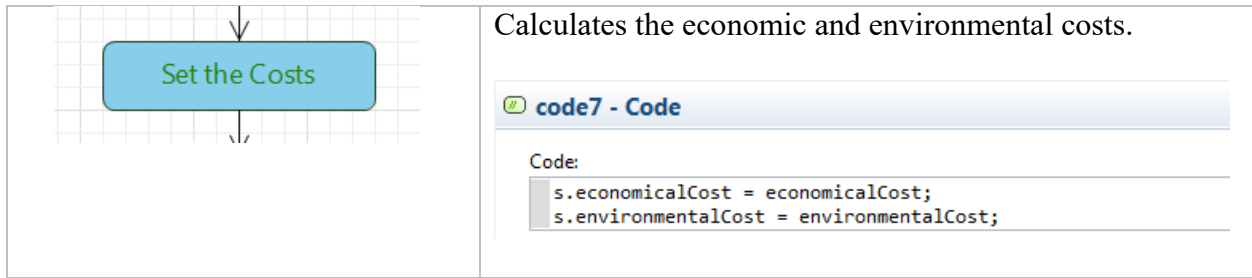 Set the Costs
Calculates the economic and environmental costs.
code7 - Code
Code:
s.economicalCost = economicalCost;
s.environmentalCost = environmentalCost;